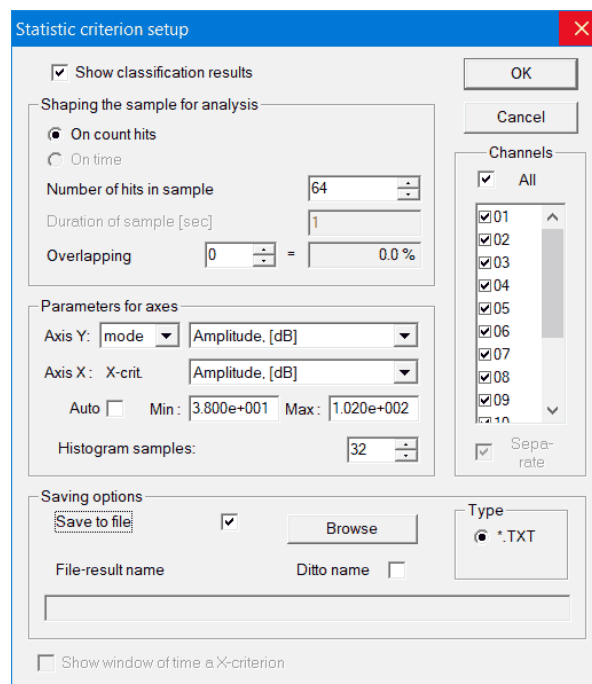 Statistic criterion setup
Show classification results
OK
Cancel
Shaping the sample for analysis
On count hits
On time
Number of hits in sample 64
Duration of sample [sec] 1
Overlapping 0 = 0.0 %
Channels
All
01
02
03
04
05
06
07
08
09
10
Sepa-
rate
Parameters for axes
Axis Y: mode Amplitude, [dB]
Axis X : X-crit. Amplitude, [dB]
Auto Min : 3.800e+001 Max : 1.020e+002
Histogram samples: 32
Saving options
Save to file Browse
Type
*.TXT
File-result name Ditto name
Show window of time a X-criterion